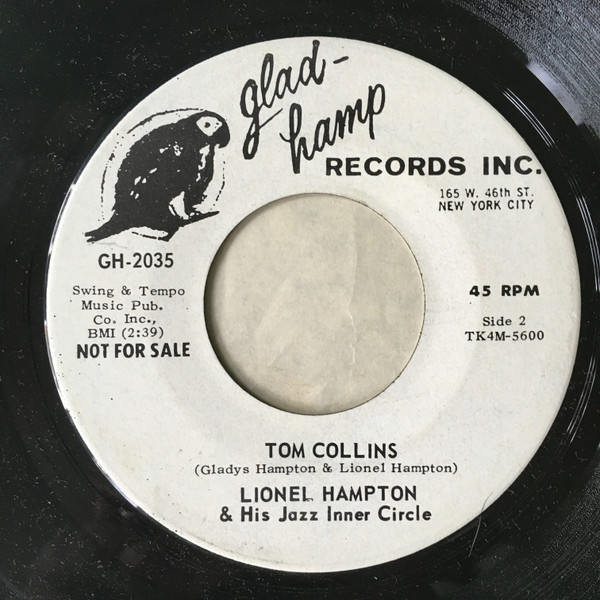 glad-
hamp
RECORDS INC.
165 W. 46th ST.
NEW YORK CITY
GH-2035
Swing & Tempo
Music Pub.
Co. Inc.,
BMI (2:39)
NOT FOR SALE
45 RPM
Side 2
TK4M-5600
TOM COLLINS
(Gladys Hampton & Lionel Hampton)
LIONEL HAMPTON
& His Jazz Inner Circle